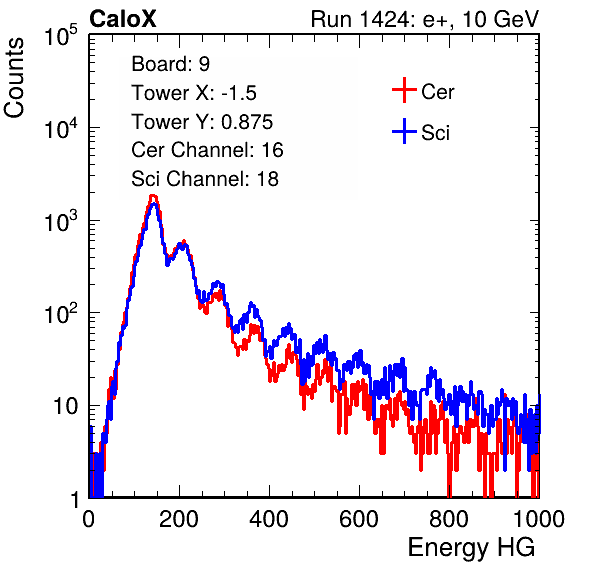 CaloX Run 1424: e+, 10 GeV
Counts
10^5
10^4
10^3
10^2
10
1
Board: 9
Tower X: -1.5
Tower Y: 0.875
Cer Channel: 16
Sci Channel: 18
Cer
Sci
0 200 400 600 800 1000
Energy HG